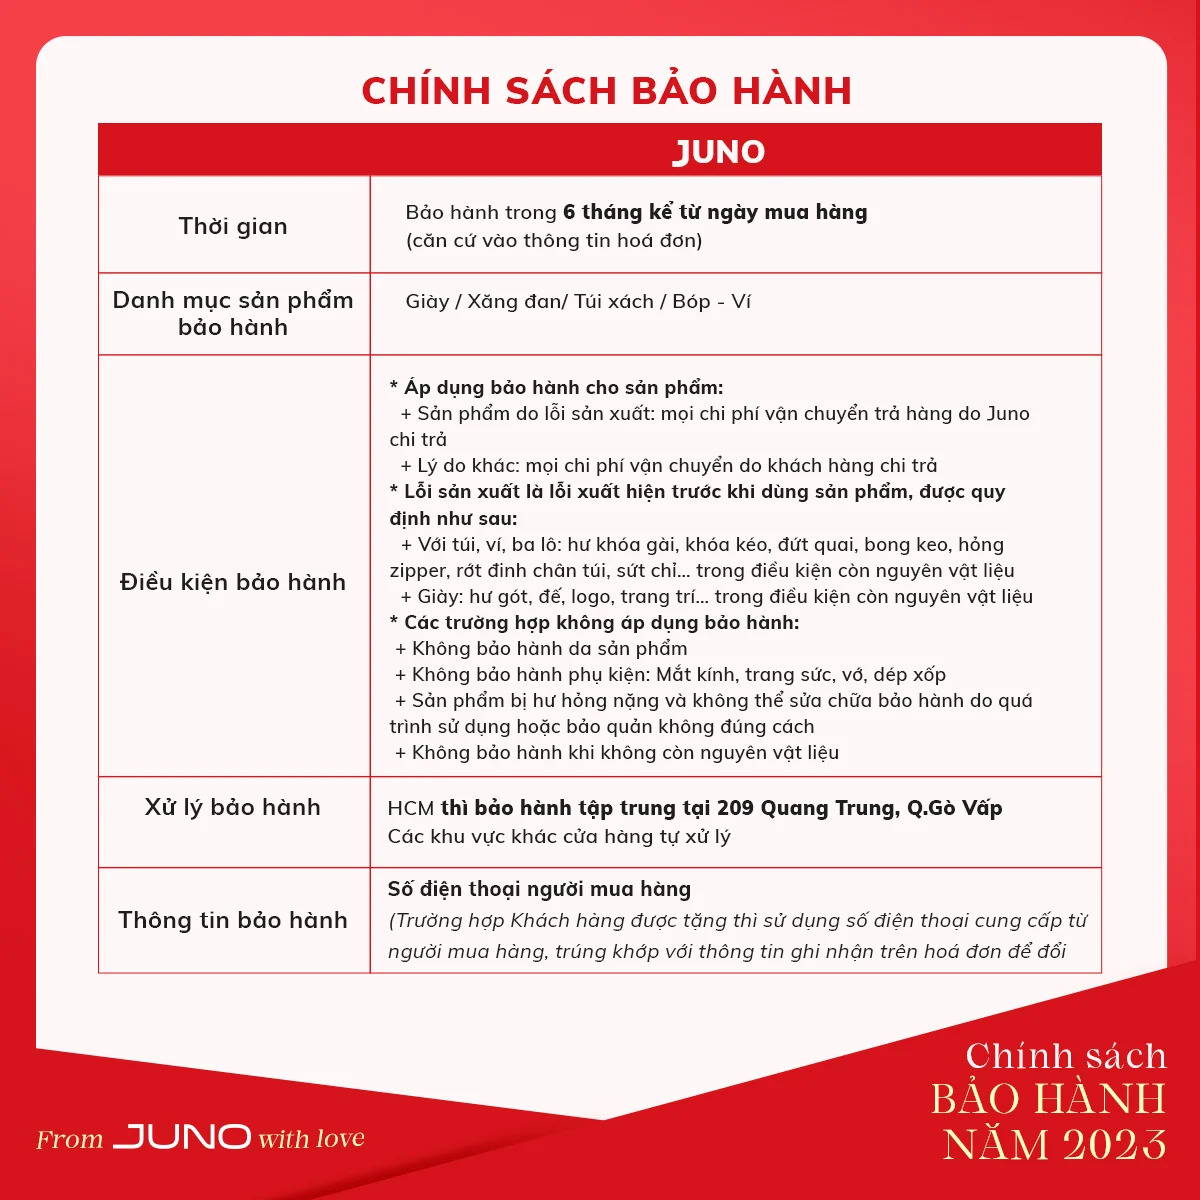 CHÍNH SÁCH BẢO HÀNH
JUNO
Thời gian
Bảo hành trong 6 tháng kể từ ngày mua hàng
(căn cứ vào thông tin hoá đơn)
Danh mục sản phẩm
bảo hành
Giày / Xăng đan/ Túi xách / Bóp - Ví
Điều kiện bảo hành
* Áp dụng bảo hành cho sản phẩm:
+ Sản phẩm do lỗi sản xuất: mọi chi phí vận chuyển trả hàng do Juno
chi trả
+ Lý do khác: mọi chi phí vận chuyển do khách hàng chi trả
* Lỗi sản xuất là lỗi xuất hiện trước khi dùng sản phẩm, được quy
định như sau:
+ Với túi, ví, ba lô: hư khóa gài, khóa kéo, đứt quai, bong keo, hỏng
zipper, rớt đinh chân túi, sứt chỉ... trong điều kiện còn nguyên vật liệu
+ Giày: hư gót, đế, logo, trang trí... trong điều kiện còn nguyên vật liệu
* Các trường hợp không áp dụng bảo hành:
+ Không bảo hành da sản phẩm
+ Không bảo hành phụ kiện: Mắt kính, trang sức, vớ, dép xốp
+ Sản phẩm bị hư hỏng nặng và không thể sửa chữa bảo hành do quá
trình sử dụng hoặc bảo quản không đúng cách
+ Không bảo hành khi không còn nguyên vật liệu
Xử lý bảo hành
HCM thì bảo hành tập trung tại 209 Quang Trung, Q.Gò Vấp
Các khu vực khác cửa hàng tự xử lý
Thông tin bảo hành
Số điện thoại người mua hàng
(Trường hợp Khách hàng được tặng thì sử dụng số điện thoại cung cấp từ
người mua hàng, trúng khớp với thông tin ghi nhận trên hoá đơn để đổi
Chính sách
BẢO HÀNH
NĂM 2023
From JUNO with love